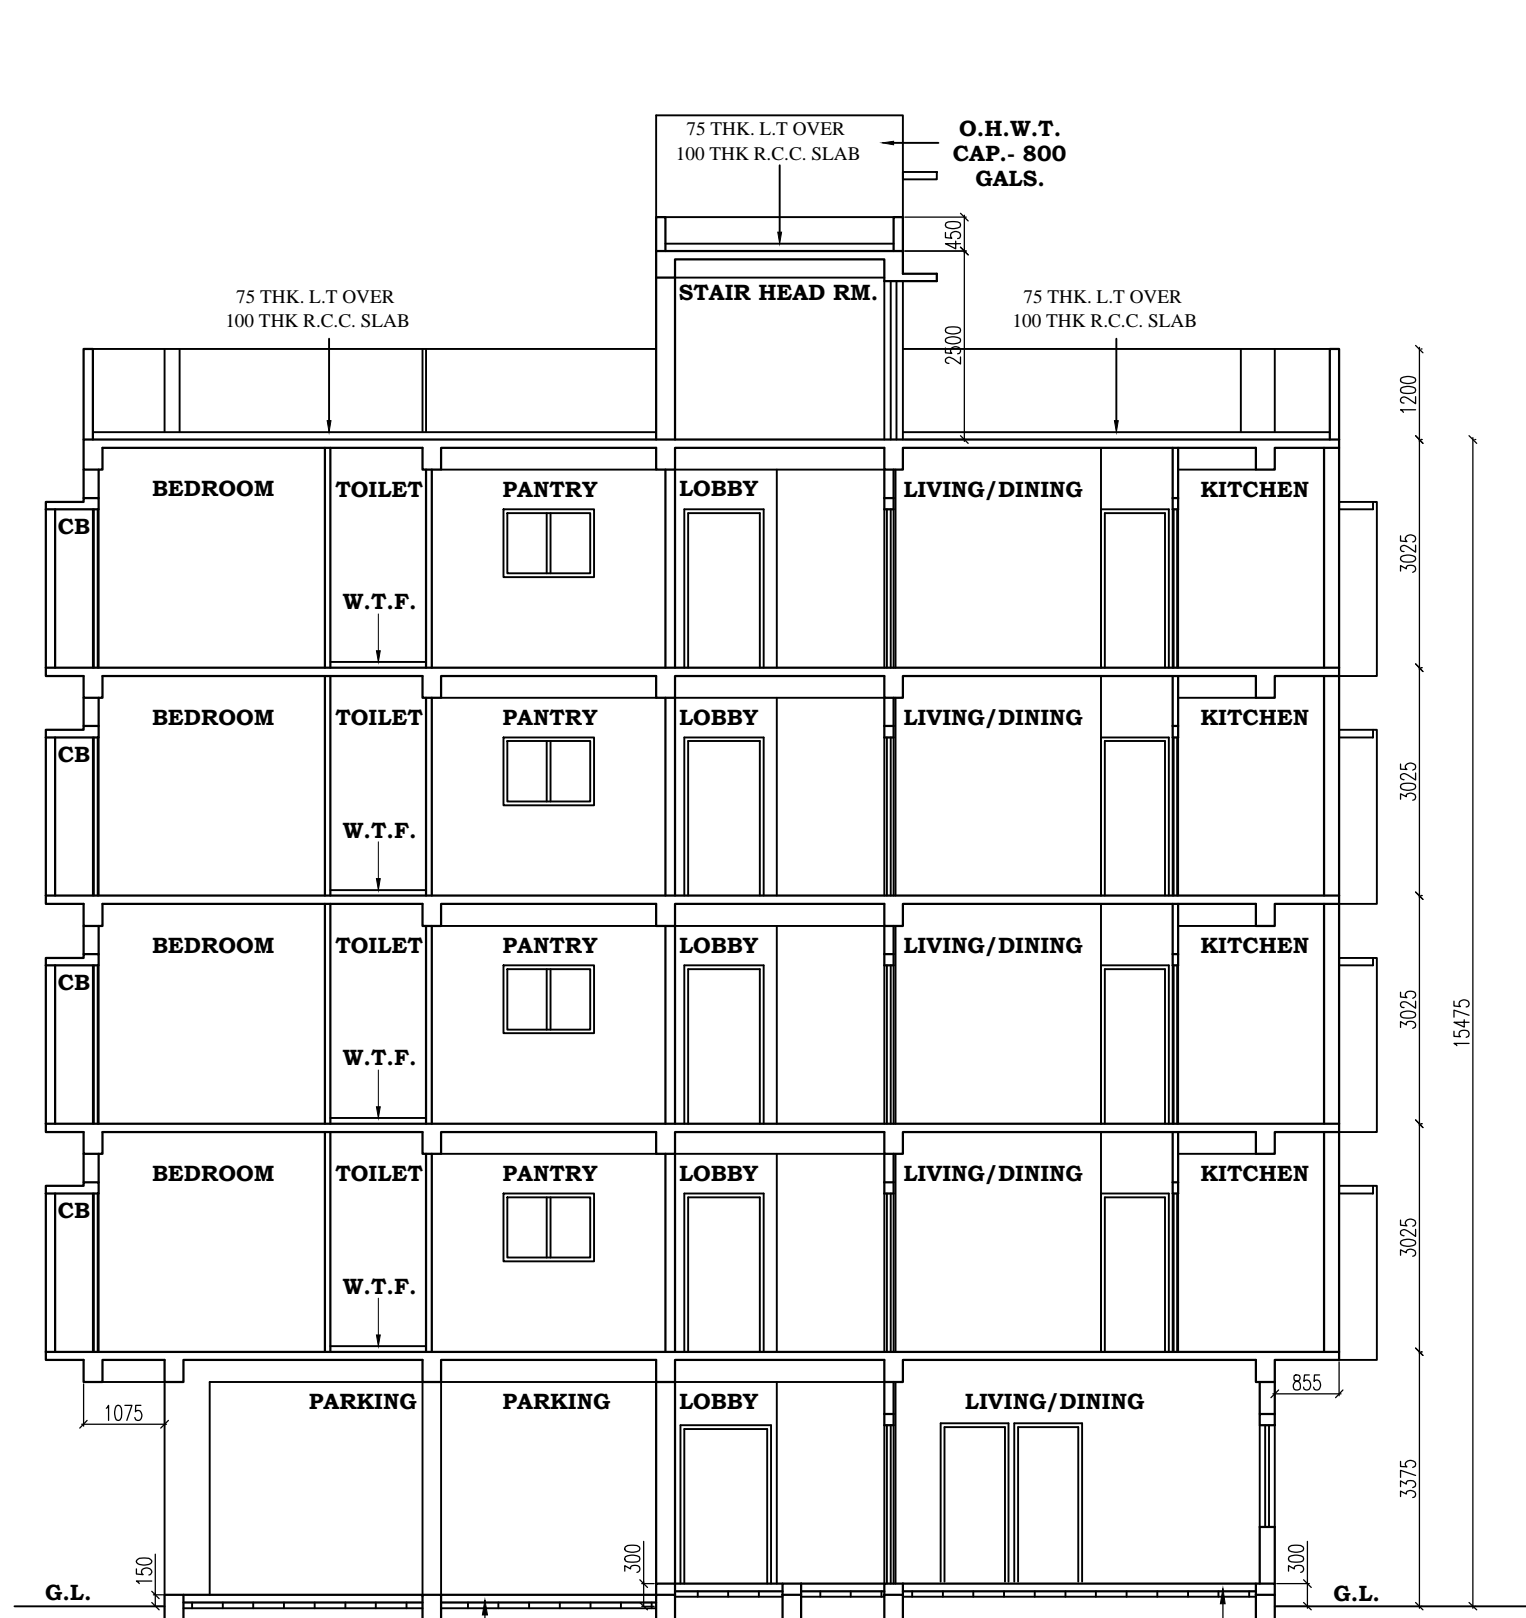 75 THK. L.T OVER
100 THK R.C.C. SLAB
O.H.W.T.
CAP.- 800
GALS.
450
STAIR HEAD RM.
2500
75 THK. L.T OVER
100 THK R.C.C. SLAB
75 THK. L.T OVER
100 THK R.C.C. SLAB
1200
BEDROOM TOILET PANTRY LOBBY LIVING/DINING KITCHEN
CB
3025
W.T.F.
BEDROOM TOILET PANTRY LOBBY LIVING/DINING KITCHEN
CB
3025
W.T.F.
BEDROOM TOILET PANTRY LOBBY LIVING/DINING KITCHEN
CB
3025
15475
W.T.F.
BEDROOM TOILET PANTRY LOBBY LIVING/DINING KITCHEN
CB
3025
W.T.F.
855
1075
PARKING PARKING LOBBY LIVING/DINING
3375
150
300
300
G.L.
G.L.